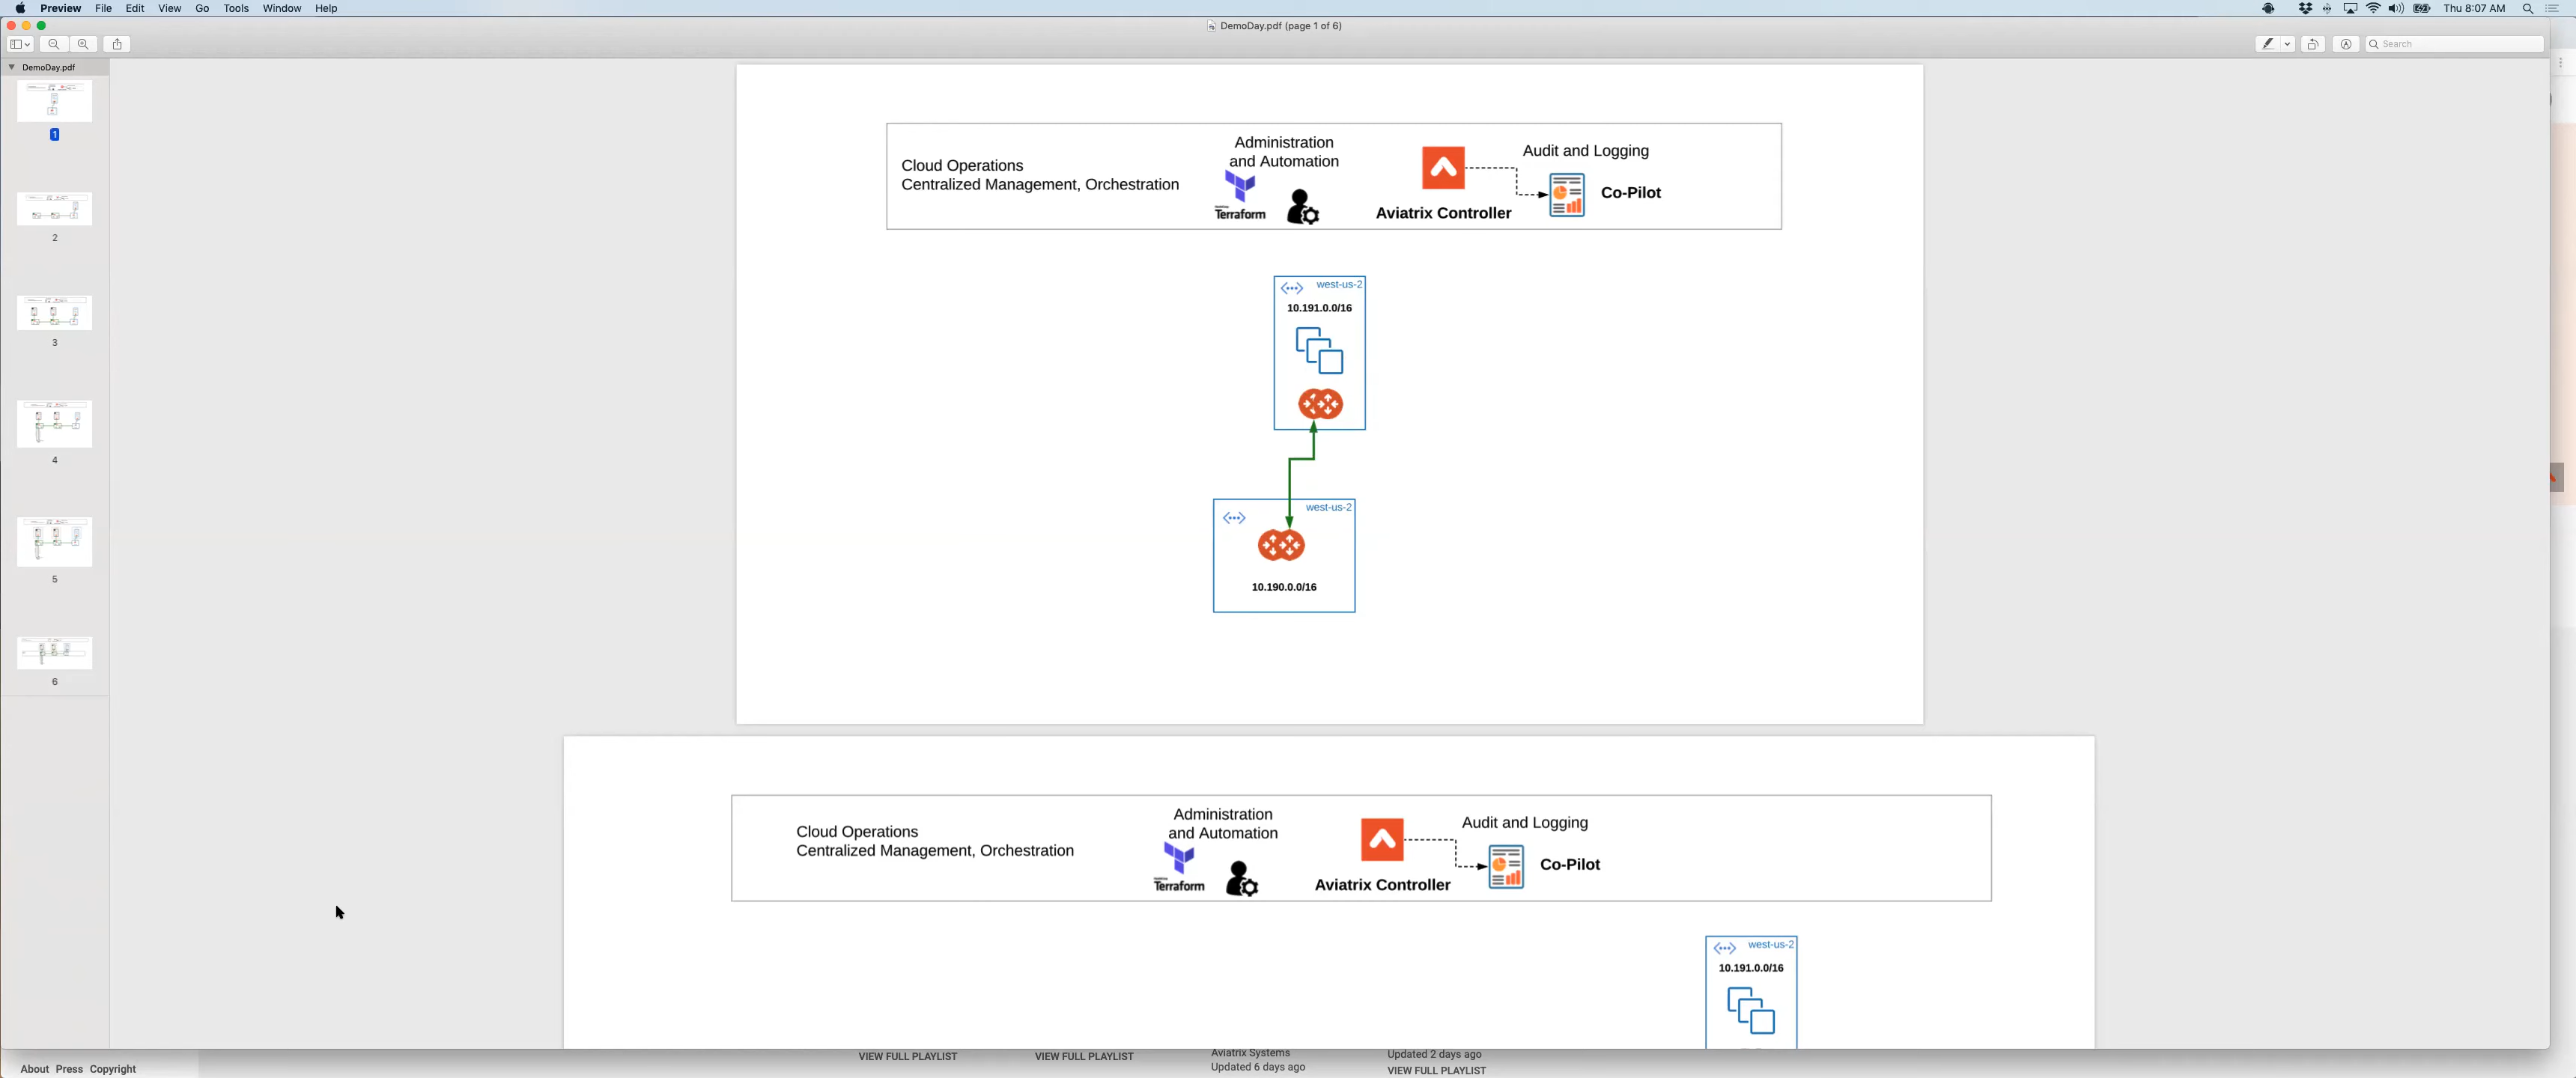 Preview File Edit View Go Tools Window Help
Thu 8:07 AM
DemoDay.pdf (page 1 of 6)
Search
DemoDay.pdf
1
2
3
4
5
6
Cloud Operations
Centralized Management, Orchestration
Administration
and Automation
Terraform
Aviatrix Controller
Audit and Logging
Co-Pilot
west-us-2
10.191.0.0/16
west-us-2
10.190.0.0/16
Cloud Operations
Centralized Management, Orchestration
Administration
and Automation
Terraform
Aviatrix Controller
Audit and Logging
Co-Pilot
west-us-2
10.191.0.0/16
VIEW FULL PLAYLIST
VIEW FULL PLAYLIST
Aviatrix Systems
Updated 6 days ago
Updated 2 days ago
VIEW FULL PLAYLIST
About Press Copyright